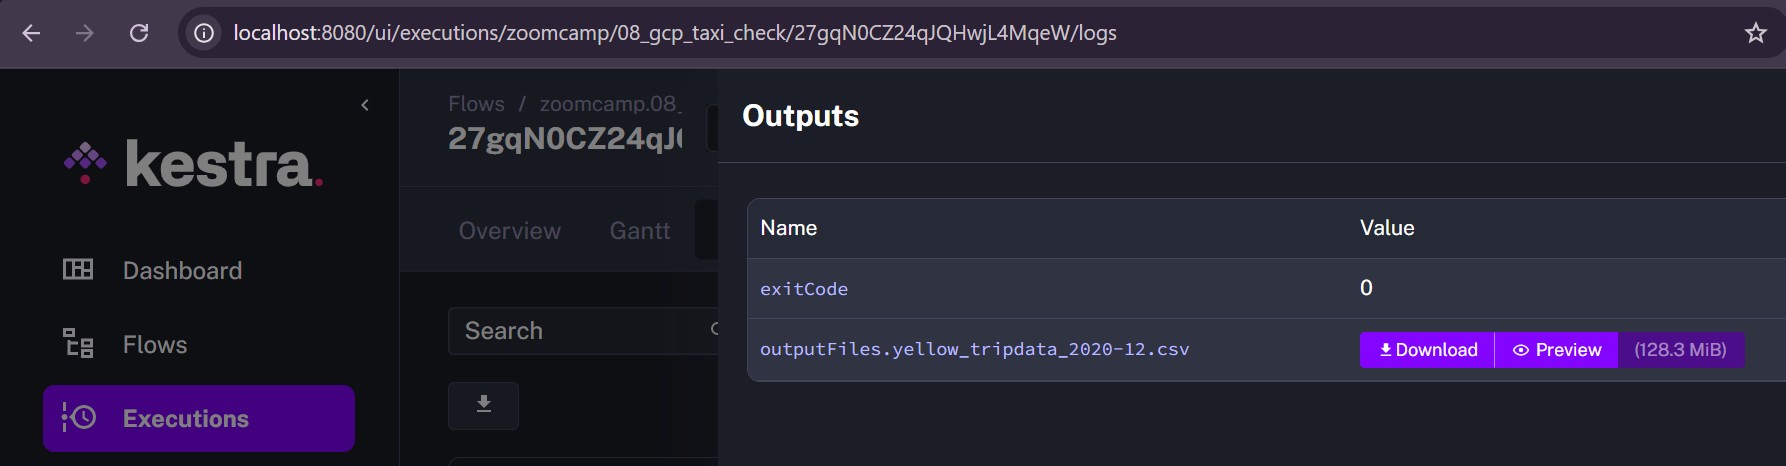 localhost:8080/ui/executions/zoomcamp/08_gcp_taxi_check/27gqN0CZ24qJQHwjL4MqeW/logs
kestra.
Dashboard
Flows
Executions
Flows / zoomcamp.08_
27gqN0CZ24qJ
Overview Gantt
Search
Outputs
Name Value
exitCode 0
outputFiles.yellow_tripdata_2020-12.csv Download Preview (128.3 MiB)